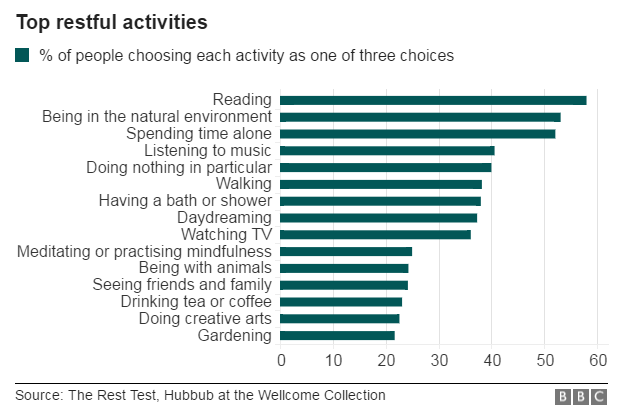 Top restful activities
% of people choosing each activity as one of three choices
Reading
Being in the natural environment
Spending time alone
Listening to music
Doing nothing in particular
Walking
Having a bath or shower
Daydreaming
Watching TV
Meditating or practising mindfulness
Being with animals
Seeing friends and family
Drinking tea or coffee
Doing creative arts
Gardening
0 10 20 30 40 50 60
Source: The Rest Test, Hubbub at the Wellcome Collection
BBC